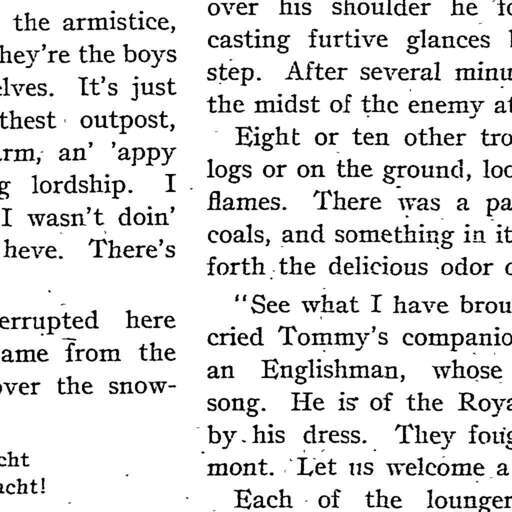 the armistice,
they're the boys
elves. It's just
thest outpost,
arm, an' 'appy
g lordship. I
I wasn't doin'
heve. There's
errupted here
ame from the
over the snow-
cht
acht!
over his shoulder he fo
casting furtive glances
step. After several minu
the midst of the enemy at
Eight or ten other tro
logs or on the ground, loo
flames. There was a pa
coals, and something in it
forth the delicious odor o
"See what I have brou
cried Tommy's companio
an Englishman, whose
song. He is of the Roya
by his dress. They foug
mont. Let us welcome a
Each of the lounger